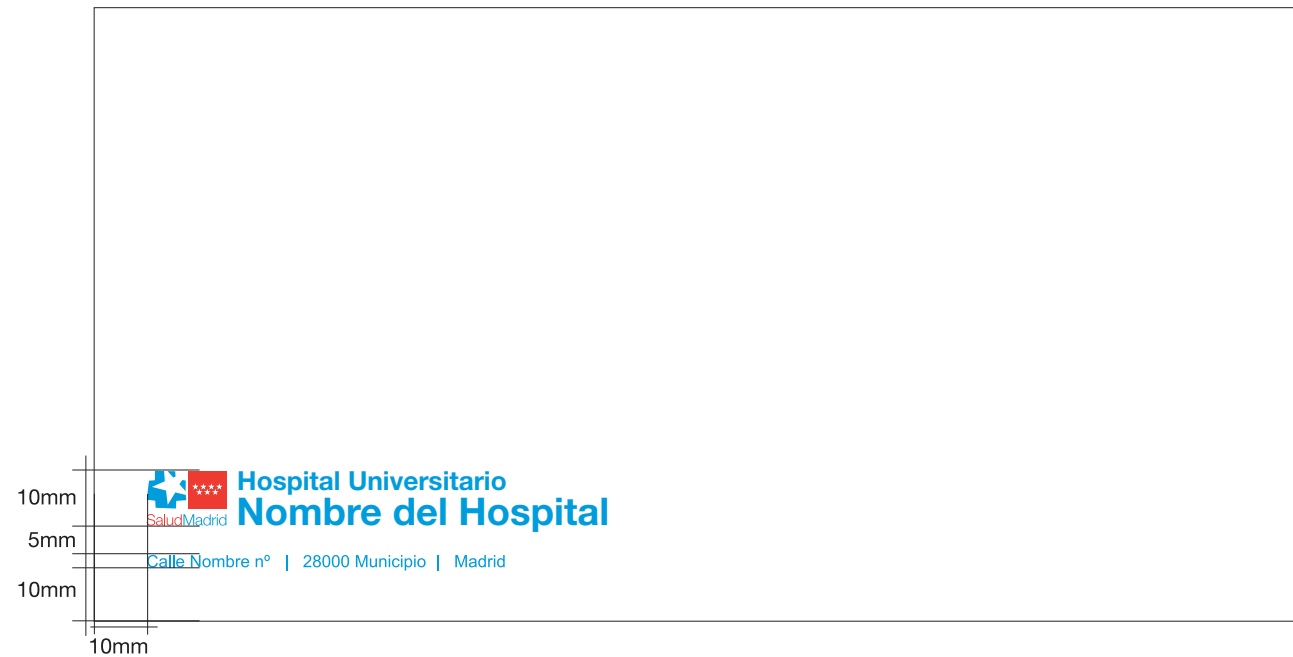 Hospital Universitario
Nombre del Hospital
SaludMadrid
Calle Nombre nº | 28000 Municipio | Madrid
10mm
5mm
10mm
10mm